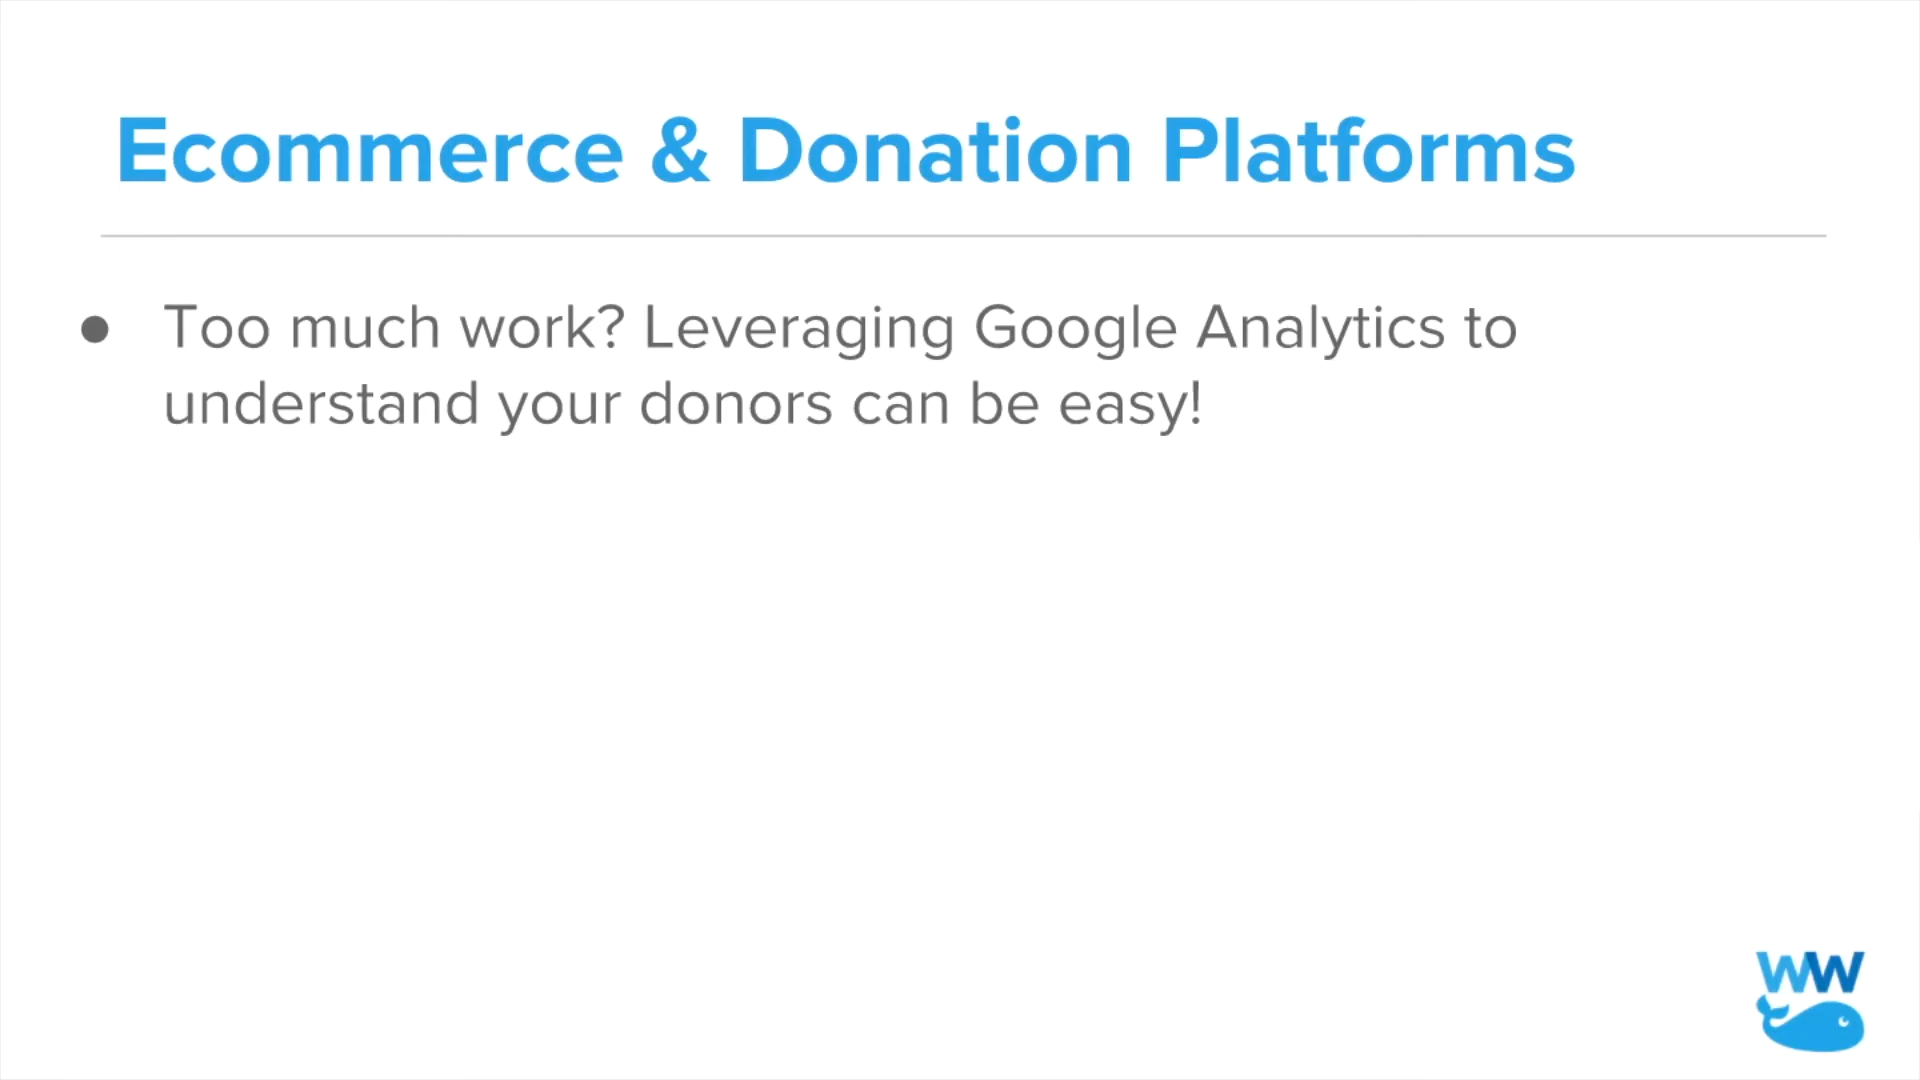 Ecommerce & Donation Platforms
● Too much work? Leveraging Google Analytics to
understand your donors can be easy!
WW